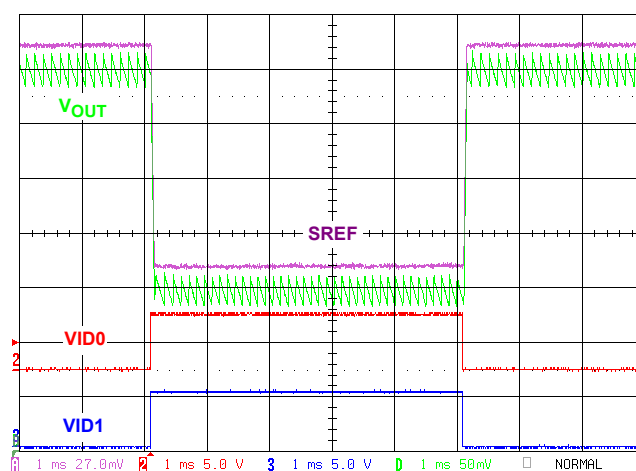 VOUT
SREF
VID0
2
VID1
3
1 ms 27.0mV
2 1 ms 5.0 V
3 1 ms 5.0 V
D 1 ms 50mV
NORMAL